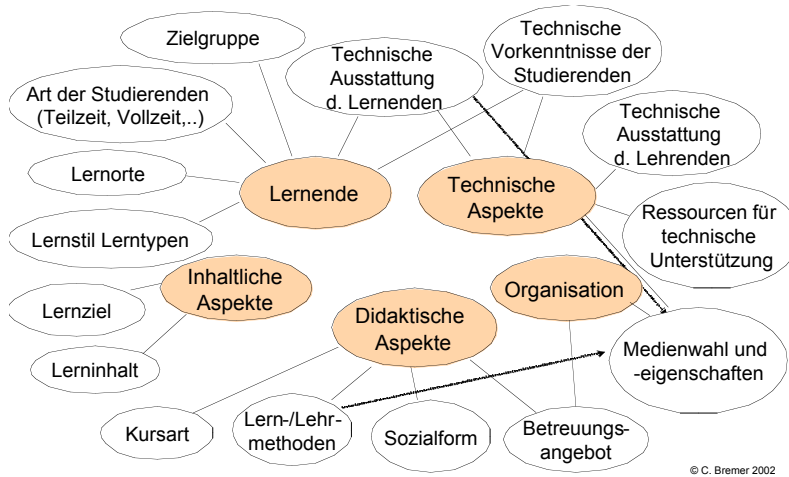 Zielgruppe
Technische
Ausstattung
d. Lernenden
Technische
Vorkenntnisse der
Studierenden
Art der Studierenden
(Teilzeit, Vollzeit,..)
Technische
Ausstattung
d. Lehrenden
Lernorte
Lernende
Technische
Aspekte
Lernstil Lerntypen
Ressourcen für
technische
Unterstützung
Inhaltliche
Aspekte
Organisation
Lernziel
Didaktische
Aspekte
Lerninhalt
Medienwahl und
-eigenschaften
Kursart
Lern-/Lehr-
methoden
Sozialform
Betreuungs-
angebot
© C. Bremer 2002